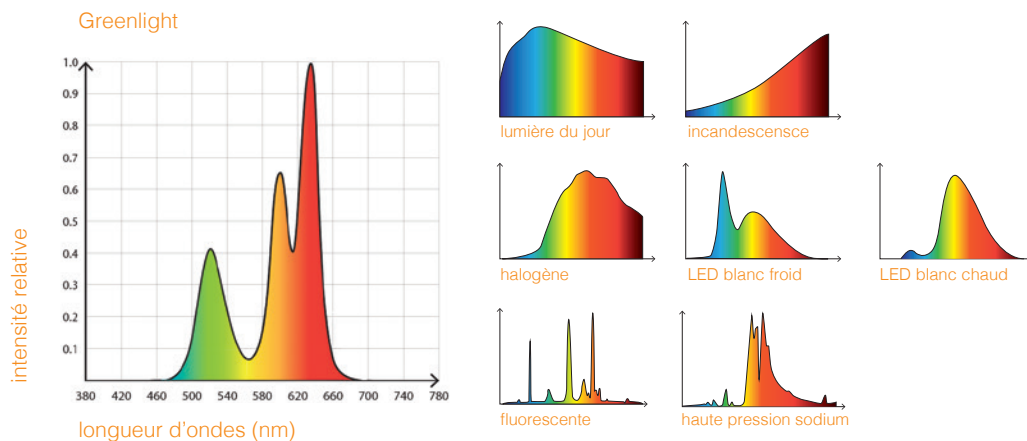 Greenlight
intensité relative
1.0
0.9
0.8
0.7
0.6
0.5
0.4
0.3
0.2
0.1
380 420 460 500 540 580 620 660 700 740 780
longueur d'ondes (nm)
lumière du jour
incandescensce
halogène
LED blanc froid
LED blanc chaud
fluorescente
haute pression sodium